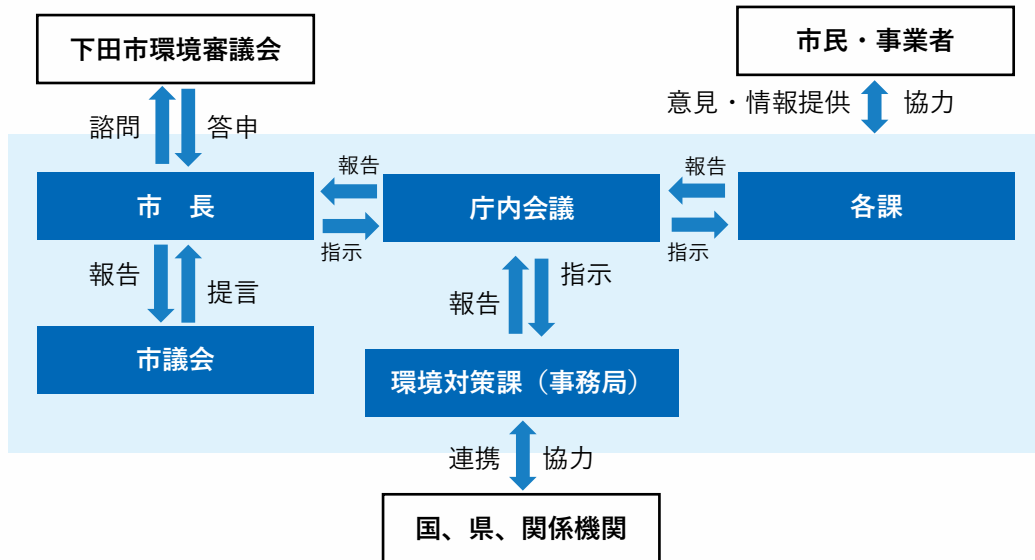 下田市環境審議会
市民・事業者
諮問
答申
意見・情報提供
協力
市　長
報告
指示
庁内会議
報告
指示
各課
報告
提言
報告
指示
市議会
環境対策課（事務局）
連携
協力
国、県、関係機関